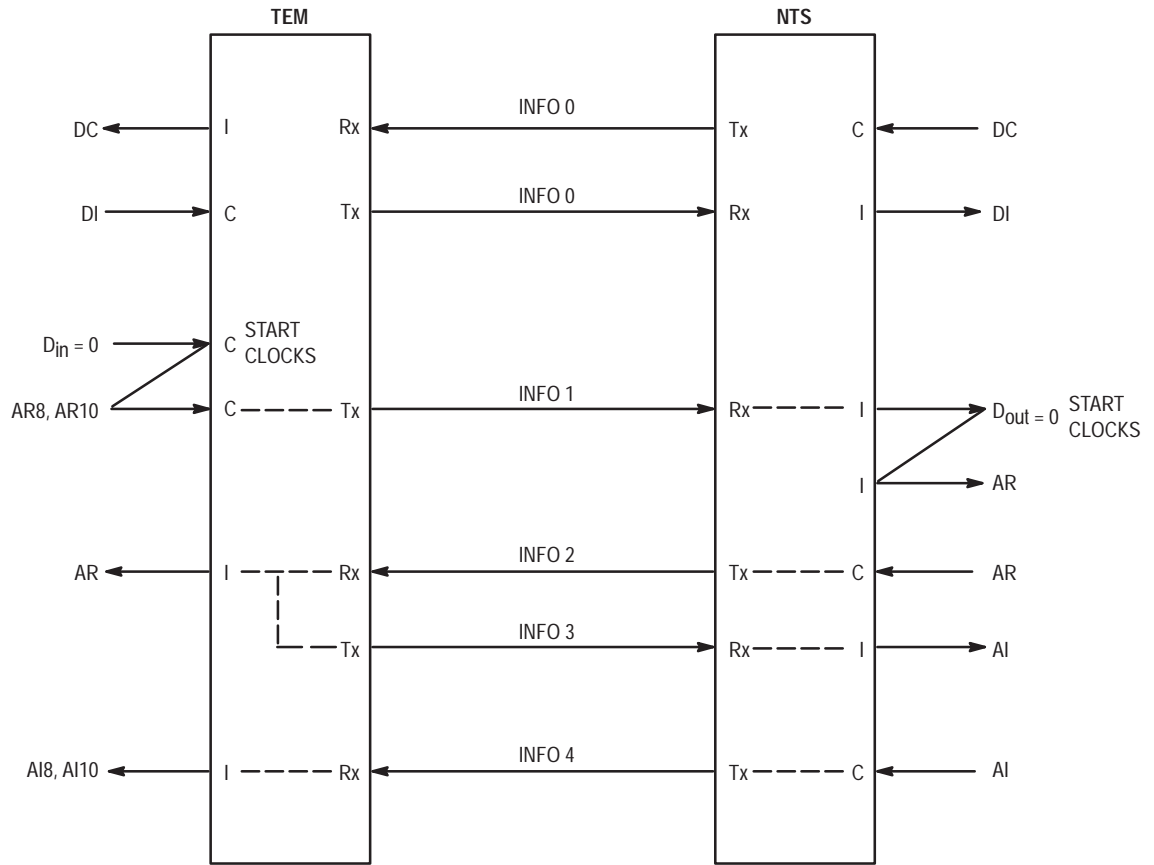 TEM NTS
INFO 0
DC I Rx Tx C DC
INFO 0
DI C Tx Rx I DI
Din = 0 C START
CLOCKS
INFO 1
AR8, AR10 C Tx Rx I Dout = 0 START
CLOCKS
I AR
INFO 2
AR I Rx Tx C AR
INFO 3
Tx Rx I AI
INFO 4
AI8, AI10 I Rx Tx C AI